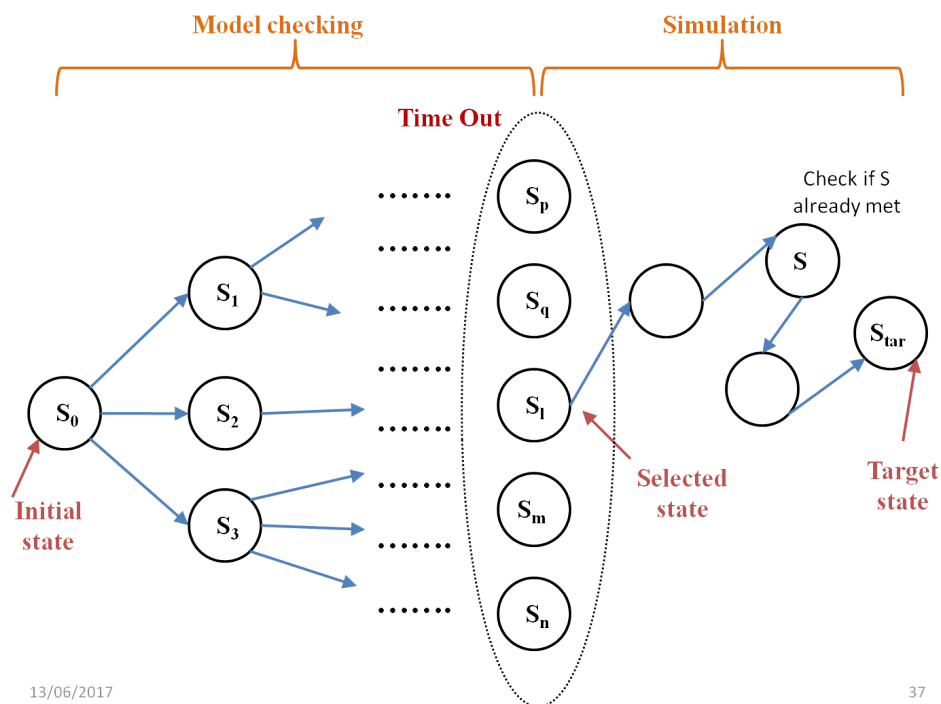 Model checking
Simulation
Time Out
Check if S
already met
.......
Sp
.......
S1
Sq
.......
S
Star
.......
S0
S2
Sl
.......
.......
Initial
state
S3
Sm
.......
Selected
state
Target
state
.......
Sn
13/06/2017
37